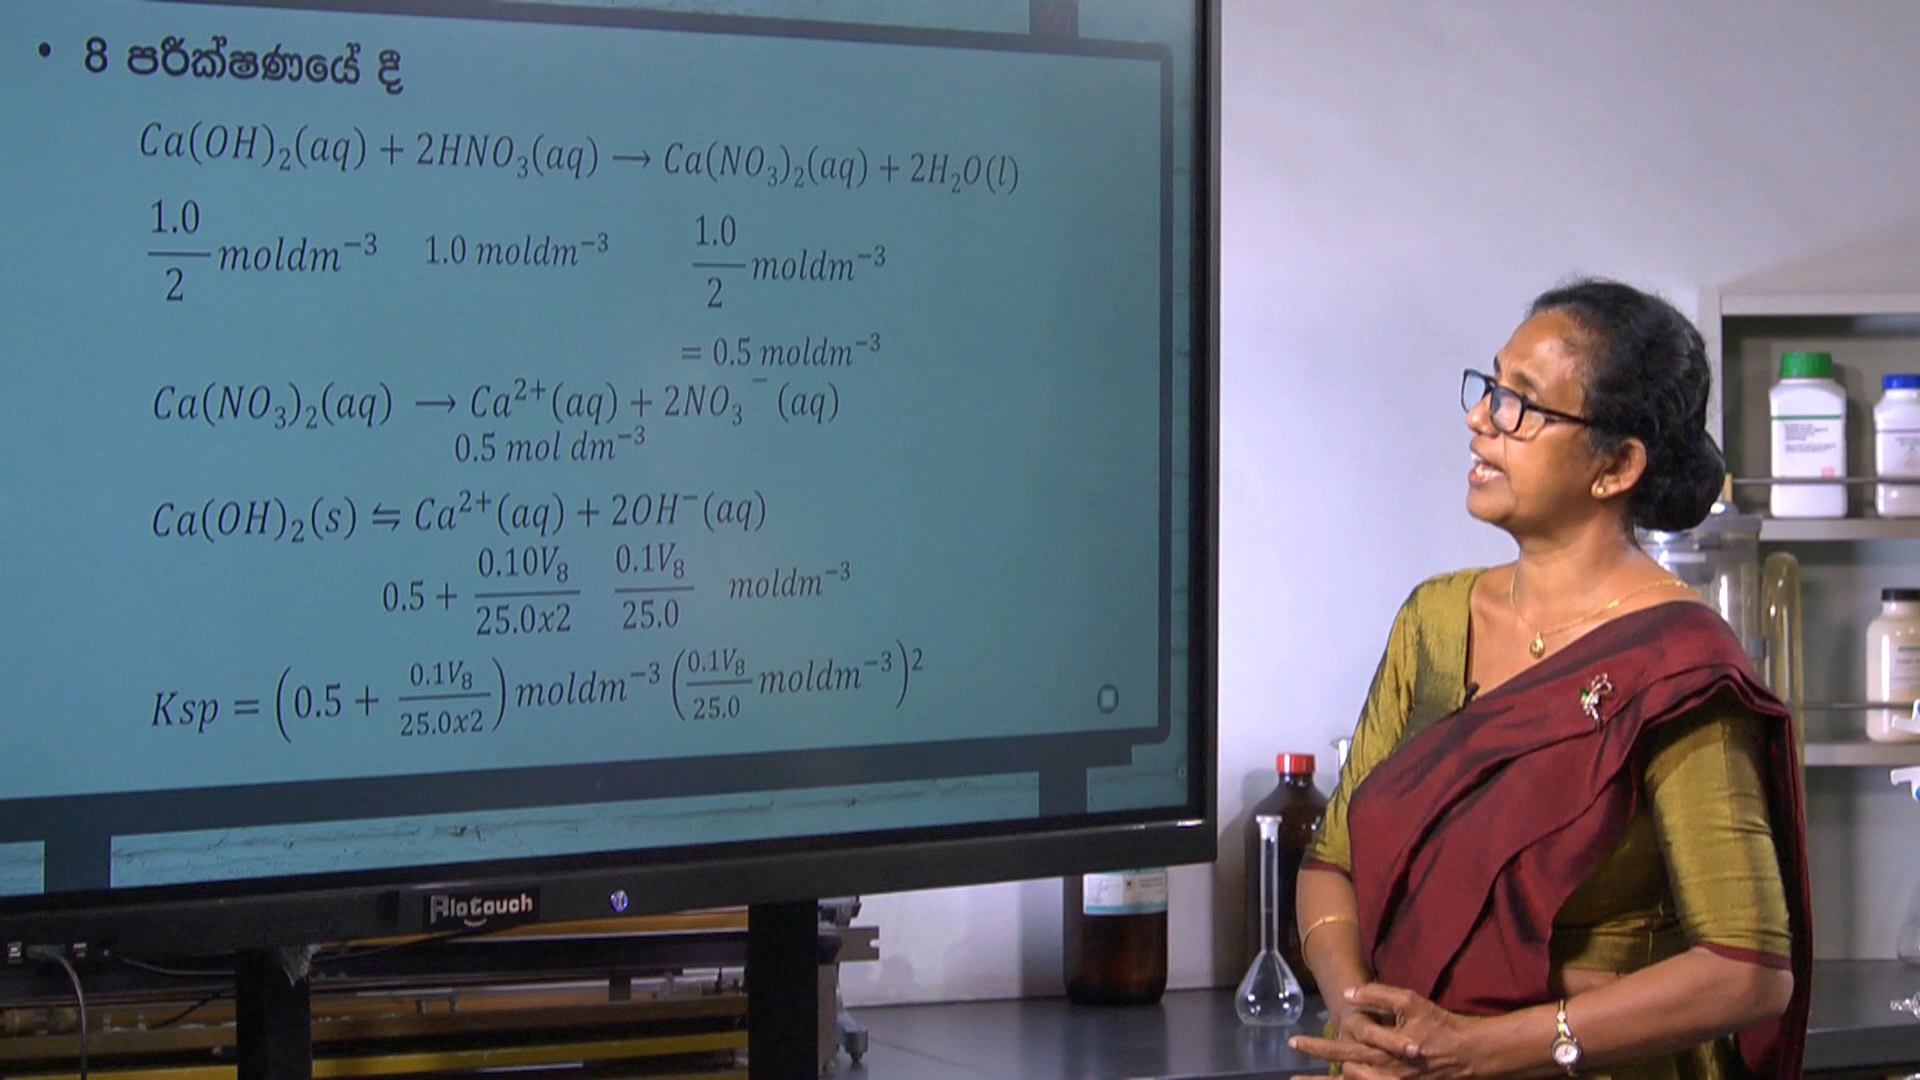 • 8 පරීක්ෂණයේ දී
Ca(OH)₂(aq) + 2HNO₃(aq) → Ca(NO₃)₂(aq) + 2H₂O(l)
1.0/2 moldm⁻³ 1.0 moldm⁻³ 1.0/2 moldm⁻³
= 0.5 moldm⁻³
Ca(NO₃)₂(aq) → Ca²⁺(aq) + 2NO₃⁻(aq)
0.5 mol dm⁻³
Ca(OH)₂(s) ⇋ Ca²⁺(aq) + 2OH⁻(aq)
0.5 + 0.10V₈/25.0x2 0.1V₈/25.0 moldm⁻³
Ksp = (0.5 + 0.1V₈/25.0x2) moldm⁻³ (0.1V₈/25.0 moldm⁻³)²
Riotouch